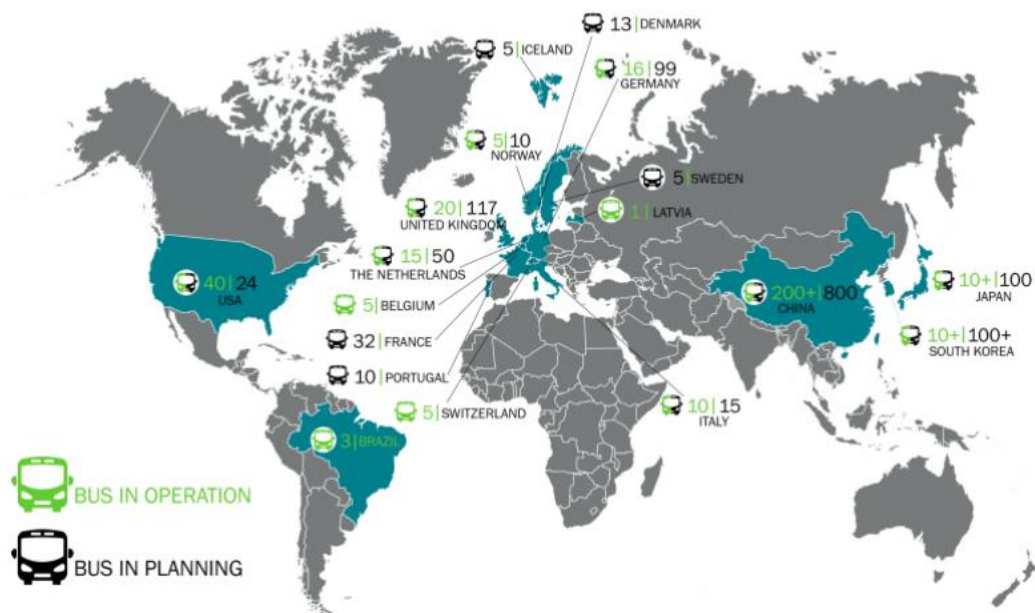 13|DENMARK
5|ICELAND
16|99
GERMANY
5|10
NORWAY
5|SWEDEN
20|117
UNITED KINGDOM
1|LATVIA
15|50
THE NETHERLANDS
40|24
USA
200+|800
CHINA
10+|100
JAPAN
5|BELGIUM
32|FRANCE
10+|100+
SOUTH KOREA
10|PORTUGAL
5|SWITZERLAND
10|15
ITALY
3|BRAZIL
BUS IN OPERATION
BUS IN PLANNING